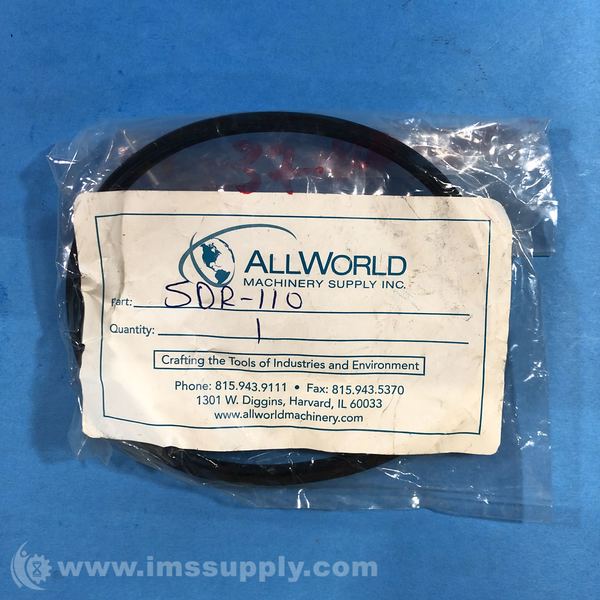 ALLWORLD
MACHINERY SUPPLY INC.
Part: SDR-110
Quantity: 1
Crafting the Tools of Industries and Environment
Phone: 815.943.9111 • Fax: 815.943.5370
1301 W. Diggins, Harvard, IL 60033
www.allworldmachinery.com
www.imssupply.com